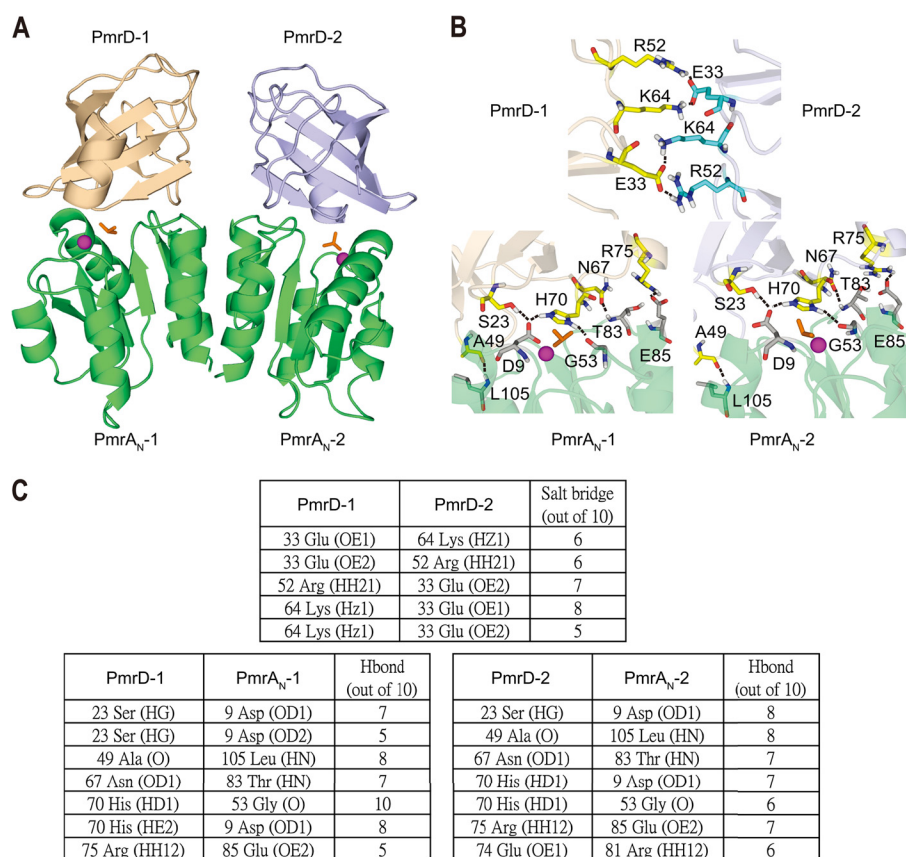 A
PmrD-1
PmrD-2
PmrA_N-1
PmrA_N-2
B
R52
E33
PmrD-1
K64
PmrD-2
K64
E33
R52
R75
N67
H70
S23
T83
A49
D9
G53
E85
L105
PmrA_N-1
R75
N67
T83
H70
S23
A49
G53
E85
D9
L105
PmrA_N-2
C
PmrD-1 PmrD-2 Salt bridge
(out of 10)
33 Glu (OE1) 64 Lys (HZ1) 6
33 Glu (OE2) 52 Arg (HH21) 6
52 Arg (HH21) 33 Glu (OE2) 7
64 Lys (Hz1) 33 Glu (OE1) 8
64 Lys (Hz1) 33 Glu (OE2) 5
PmrD-1 PmrA_N-1 Hbond
(out of 10)
23 Ser (HG) 9 Asp (OD1) 7
23 Ser (HG) 9 Asp (OD2) 5
49 Ala (O) 105 Leu (HN) 8
67 Asn (OD1) 83 Thr (HN) 7
70 His (HD1) 53 Gly (O) 10
70 His (HE2) 9 Asp (OD1) 8
75 Arg (HH12) 85 Glu (OE2) 5
PmrD-2 PmrA_N-2 Hbond
(out of 10)
23 Ser (HG) 9 Asp (OD1) 8
49 Ala (O) 105 Leu (HN) 8
67 Asn (OD1) 83 Thr (HN) 7
70 His (HD1) 9 Asp (OD1) 7
70 His (HD1) 53 Gly (O) 6
75 Arg (HH12) 85 Glu (OE2) 7
74 Glu (OE1) 81 Arg (HH12) 6